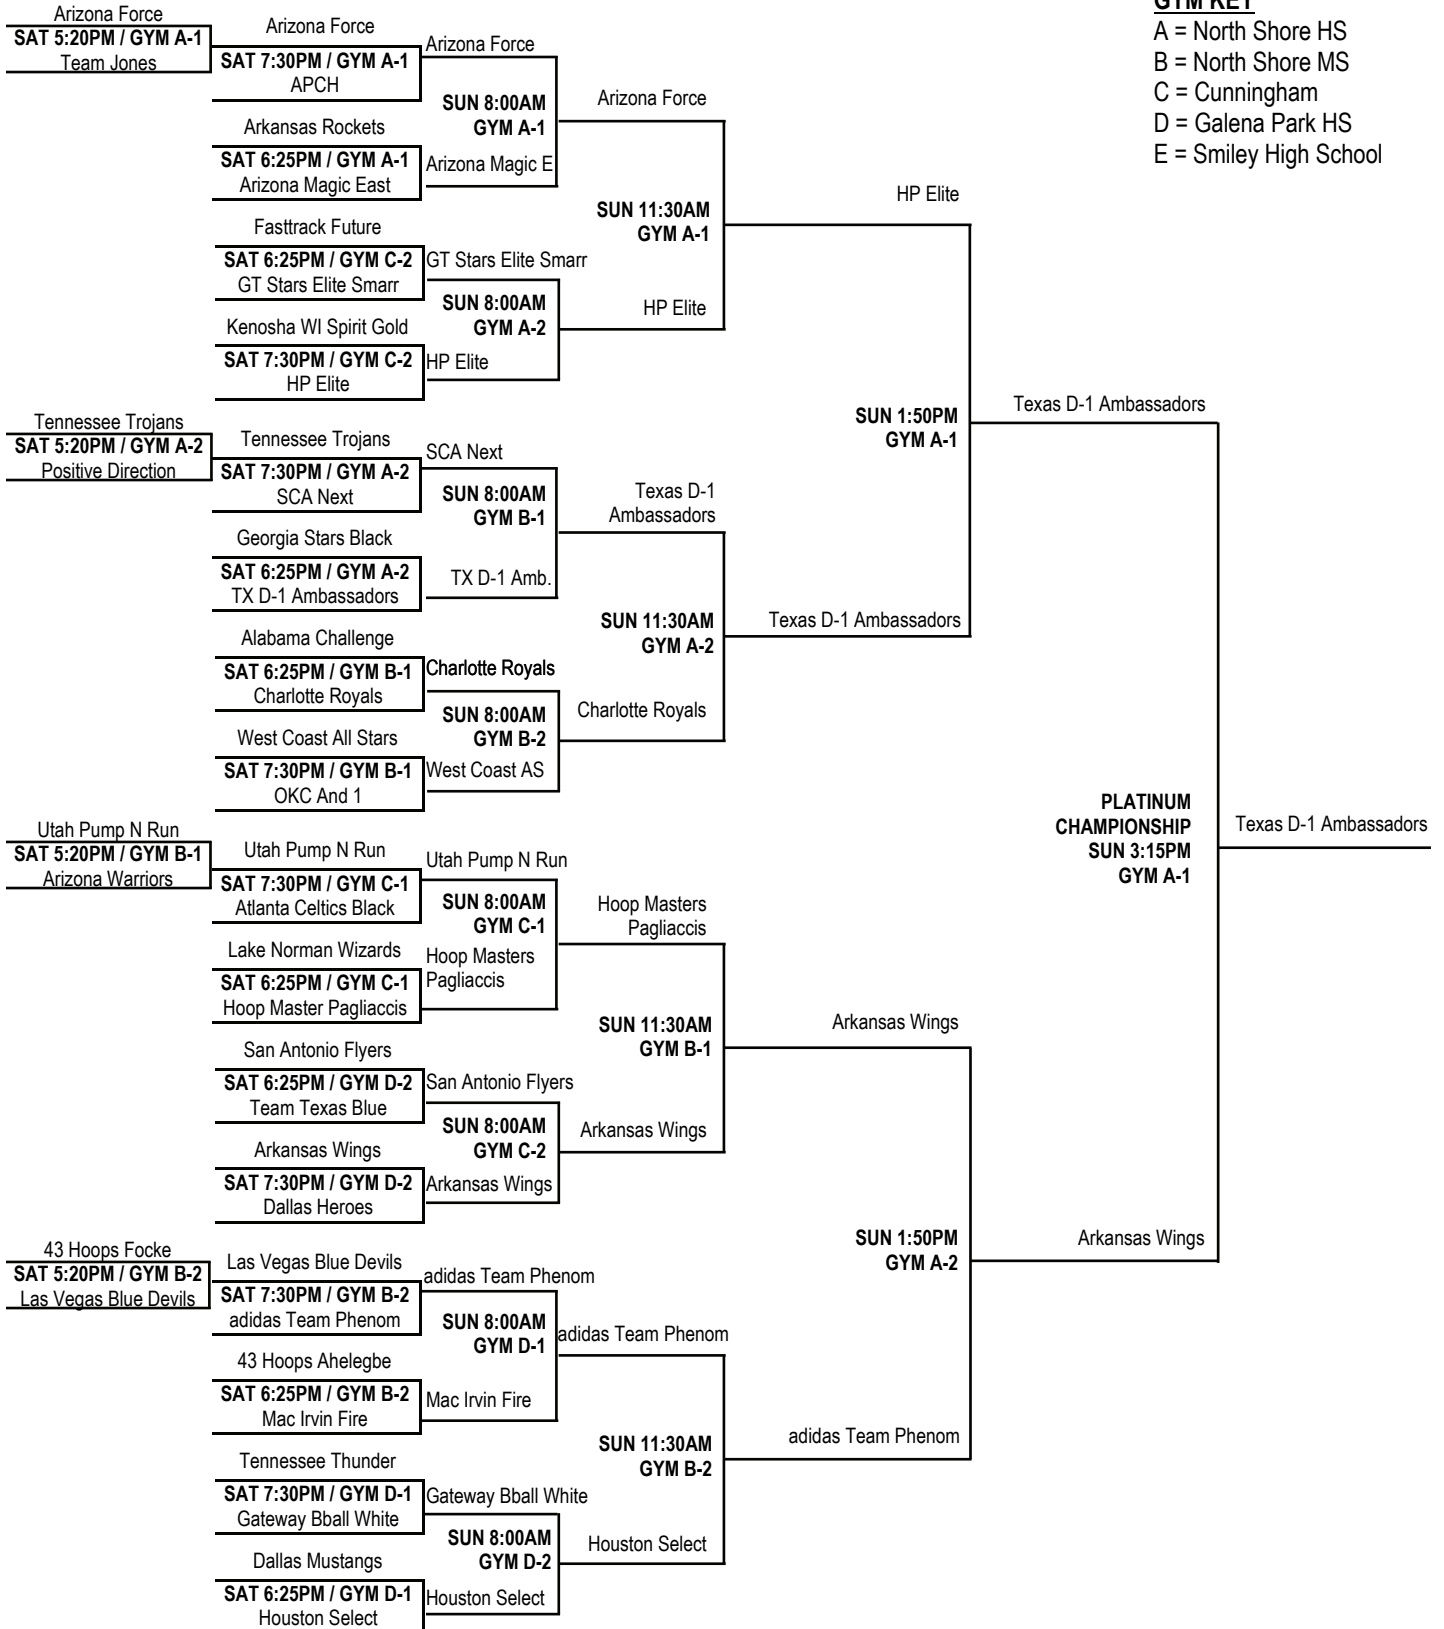 GYM KEY
A = North Shore HS
B = North Shore MS
C = Cunningham
D = Galena Park HS
E = Smiley High School
Arizona Force
SAT 5:20PM / GYM A-1
Team Jones
Arizona Force
SAT 7:30PM / GYM A-1
APCH
Arkansas Rockets
SAT 6:25PM / GYM A-1
Arizona Magic East
Fasttrack Future
SAT 6:25PM / GYM C-2
GT Stars Elite Smarr
Kenosha WI Spirit Gold
SAT 7:30PM / GYM C-2
HP Elite
Tennessee Trojans
SAT 5:20PM / GYM A-2
Positive Direction
Tennessee Trojans
SAT 7:30PM / GYM A-2
SCA Next
Georgia Stars Black
SAT 6:25PM / GYM A-2
TX D-1 Ambassadors
Alabama Challenge
SAT 6:25PM / GYM B-1
Charlotte Royals
West Coast All Stars
SAT 7:30PM / GYM B-1
OKC And 1
Utah Pump N Run
SAT 5:20PM / GYM B-1
Arizona Warriors
Utah Pump N Run
SAT 7:30PM / GYM C-1
Atlanta Celtics Black
Lake Norman Wizards
SAT 6:25PM / GYM C-1
Hoop Master Pagliaccis
San Antonio Flyers
SAT 6:25PM / GYM D-2
Team Texas Blue
Arkansas Wings
SAT 7:30PM / GYM D-2
Dallas Heroes
43 Hoops Focke
SAT 5:20PM / GYM B-2
Las Vegas Blue Devils
Las Vegas Blue Devils
SAT 7:30PM / GYM B-2
adidas Team Phenom
43 Hoops Ahelegbe
SAT 6:25PM / GYM B-2
Mac Irvin Fire
Tennessee Thunder
SAT 7:30PM / GYM D-1
Gateway Bball White
Dallas Mustangs
SAT 6:25PM / GYM D-1
Houston Select
Arizona Force
SUN 8:00AM
GYM A-1
Arizona Magic E
GT Stars Elite Smarr
SUN 8:00AM
GYM A-2
HP Elite
SCA Next
SUN 8:00AM
GYM B-1
TX D-1 Amb.
Charlotte Royals
SUN 8:00AM
GYM B-2
West Coast AS
Utah Pump N Run
SUN 8:00AM
GYM C-1
Hoop Masters
Pagliaccis
San Antonio Flyers
SUN 8:00AM
GYM C-2
Arkansas Wings
adidas Team Phenom
SUN 8:00AM
GYM D-1
Mac Irvin Fire
Gateway Bball White
SUN 8:00AM
GYM D-2
Houston Select
Arizona Force
SUN 11:30AM
GYM A-1
HP Elite
Texas D-1
Ambassadors
SUN 11:30AM
GYM A-2
Charlotte Royals
Hoop Masters
Pagliaccis
SUN 11:30AM
GYM B-1
Arkansas Wings
adidas Team Phenom
SUN 11:30AM
GYM B-2
Houston Select
HP Elite
SUN 1:50PM
GYM A-1
Texas D-1 Ambassadors
Arkansas Wings
SUN 1:50PM
GYM A-2
adidas Team Phenom
Texas D-1 Ambassadors
PLATINUM
CHAMPIONSHIP
SUN 3:15PM
GYM A-1
Arkansas Wings
Texas D-1 Ambassadors